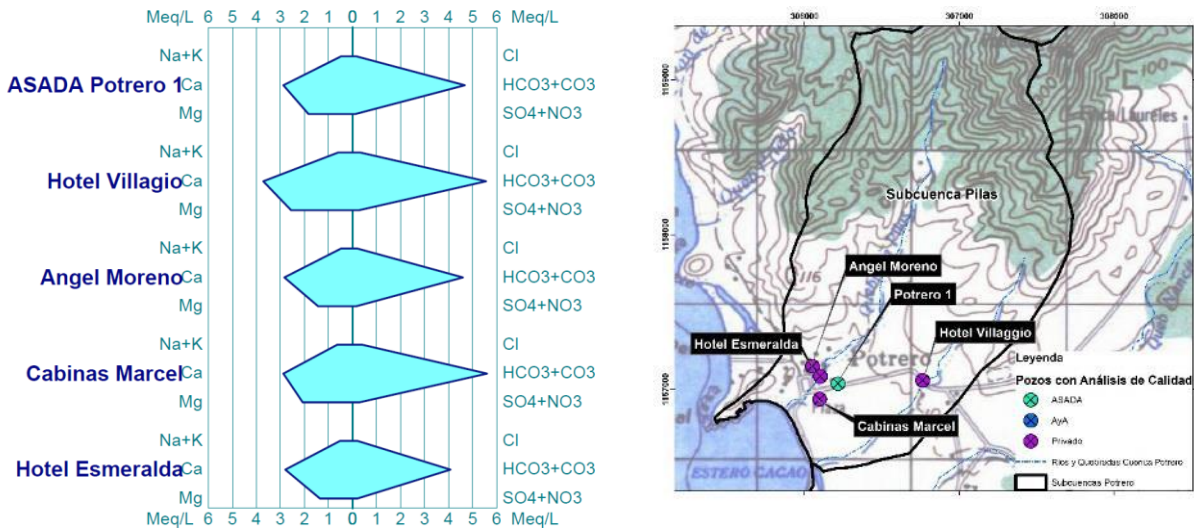 Meq/L 6 5 4 3 2 1 0 1 2 3 4 5 6 Meq/L
Na+K Cl
ASADA Potrero 1 Ca HCO3+CO3
Mg SO4+NO3
Na+K Cl
Hotel Villagio Ca HCO3+CO3
Mg SO4+NO3
Na+K Cl
Angel Moreno Ca HCO3+CO3
Mg SO4+NO3
Na+K Cl
Cabinas Marcel Ca HCO3+CO3
Mg SO4+NO3
Na+K Cl
Hotel Esmeralda Ca HCO3+CO3
Mg SO4+NO3
Meq/L 6 5 4 3 2 1 0 1 2 3 4 5 6 Meq/L
307000 308000
1158000
1157000
100
Laureles
Subcuenca Pilas
116
Angel Moreno
Potrero 1
Hotel Villaggio
Hotel Esmeralda
Potrero
Cabinas Marcel
ESTERO CACAO
Leyenda
Pozos con Análisis de Calidad
ASADA
AyA
Privado
Ríos y Quebradas Cuenca Potrero
Subcuencas Potrero